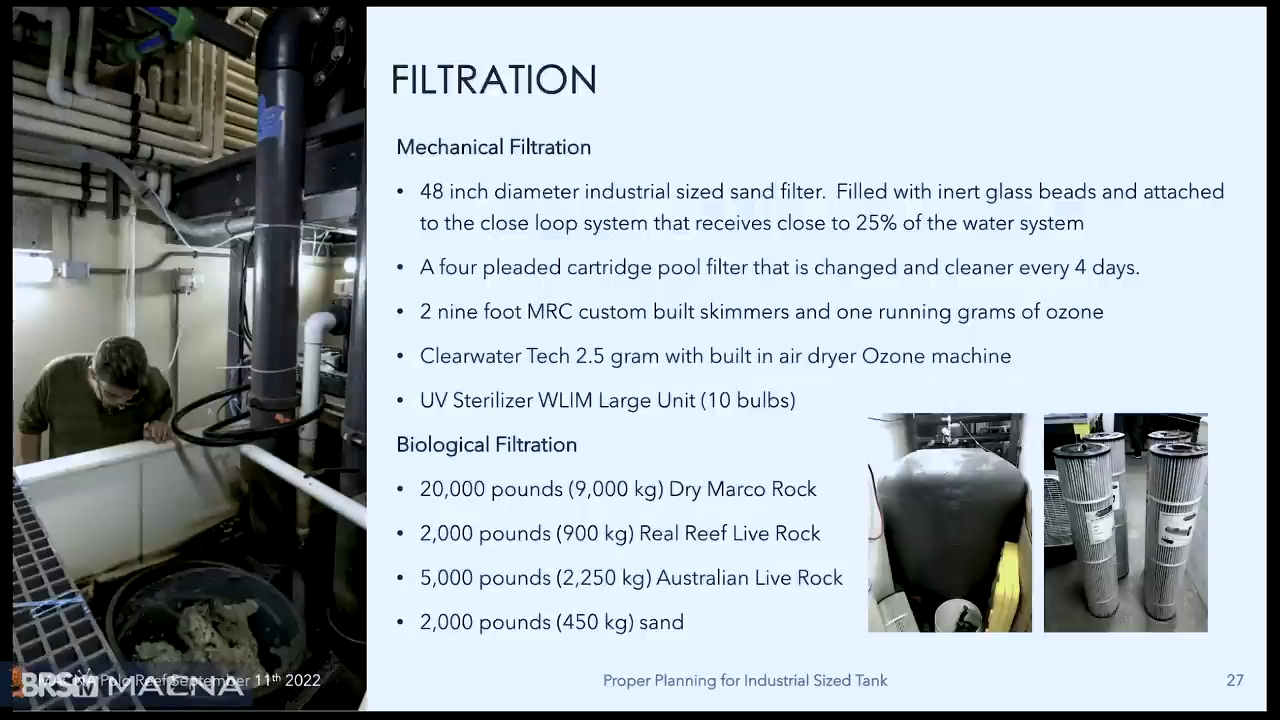 FILTRATION
Mechanical Filtration
• 48 inch diameter industrial sized sand filter. Filled with inert glass beads and attached
to the close loop system that receives close to 25% of the water system
• A four pleaded cartridge pool filter that is changed and cleaner every 4 days.
• 2 nine foot MRC custom built skimmers and one running grams of ozone
• Clearwater Tech 2.5 gram with built in air dryer Ozone machine
• UV Sterilizer WLIM Large Unit (10 bulbs)
Biological Filtration
• 20,000 pounds (9,000 kg) Dry Marco Rock
• 2,000 pounds (900 kg) Real Reef Live Rock
• 5,000 pounds (2,250 kg) Australian Live Rock
• 2,000 pounds (450 kg) sand
MACNA Polo Reef September 11th 2022
BRStv MACNA
Proper Planning for Industrial Sized Tank
27